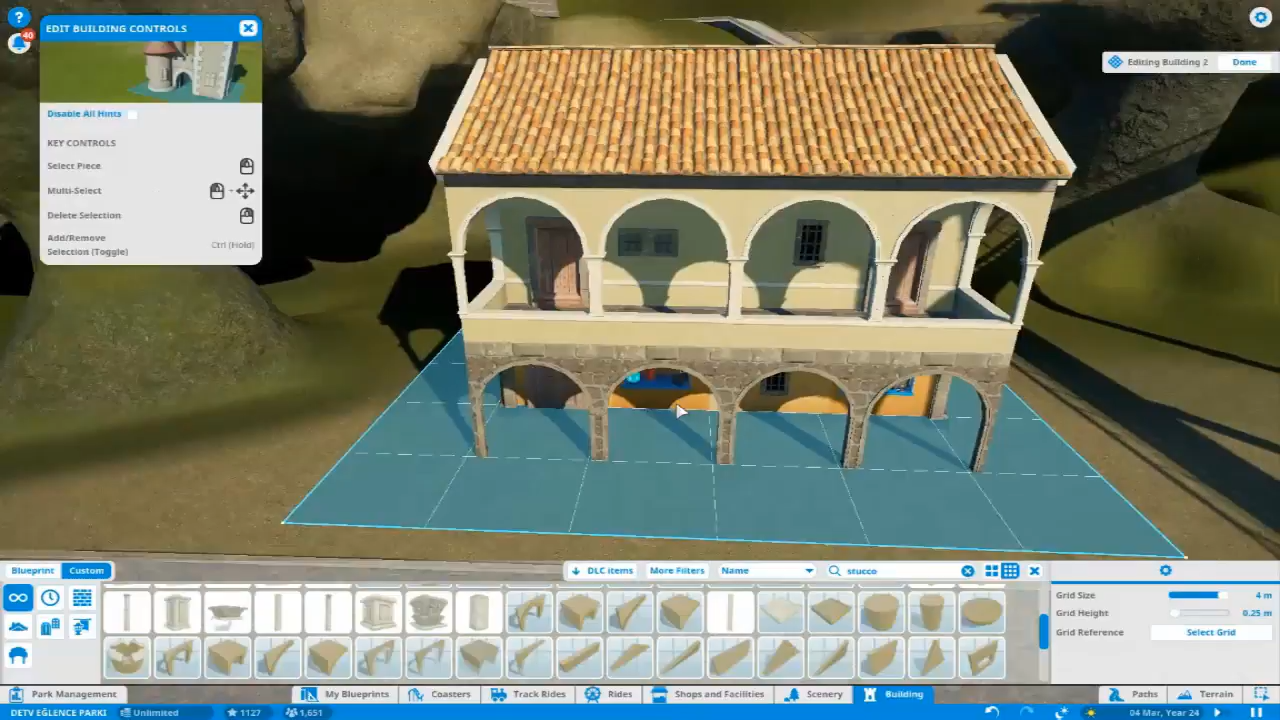 ?
40
EDIT BUILDING CONTROLS
Disable All Hints
KEY CONTROLS
Select Piece
Multi-Select
Delete Selection
Add/Remove
Selection (Toggle)
Ctrl (Hold)
Editing Building 2
Done
Blueprint
Custom
DLC items
More Filters
Name
stucco
Grid Size
4 m
Grid Height
0.25 m
Grid Reference
Select Grid
Park Management
My Blueprints
Coasters
Track Rides
Rides
Shops and Facilities
Scenery
Building
Paths
Terrain
DETV EĞLENCE PARKI
Unlimited
1127
1,651
04 Mar, Year 24